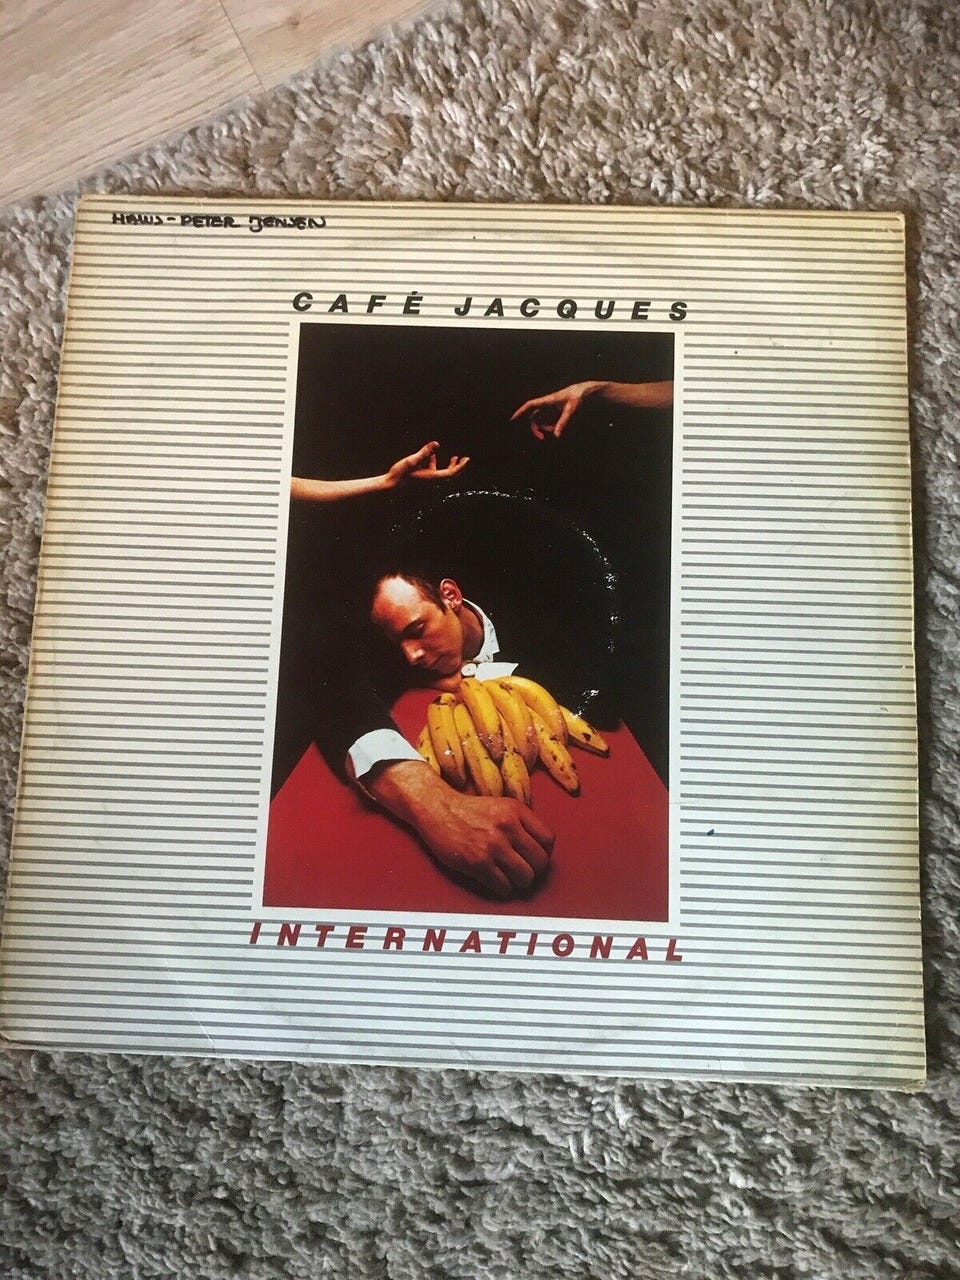 HANS-PETER JENSEN
CAFÉ JACQUES
INTERNATIONAL